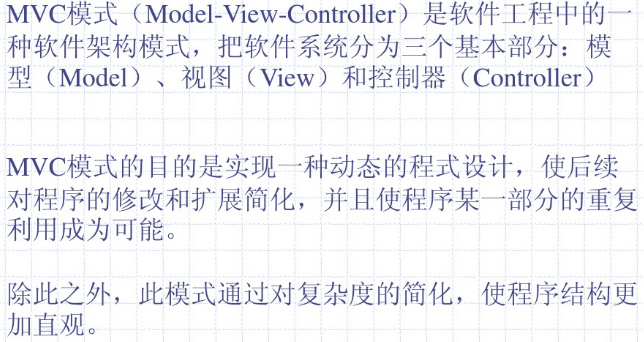 MVC模式（Model-View-Controller）是软件工程中的一
种软件架构模式，把软件系统分为三个基本部分：模
型（Model）、视图（View）和控制器（Controller）
MVC模式的目的是实现一种动态的程式设计，使后续
对程序的修改和扩展简化，并且使程序某一部分的重复
利用成为可能。
除此之外，此模式通过对复杂度的简化，使程序结构更
加直观。